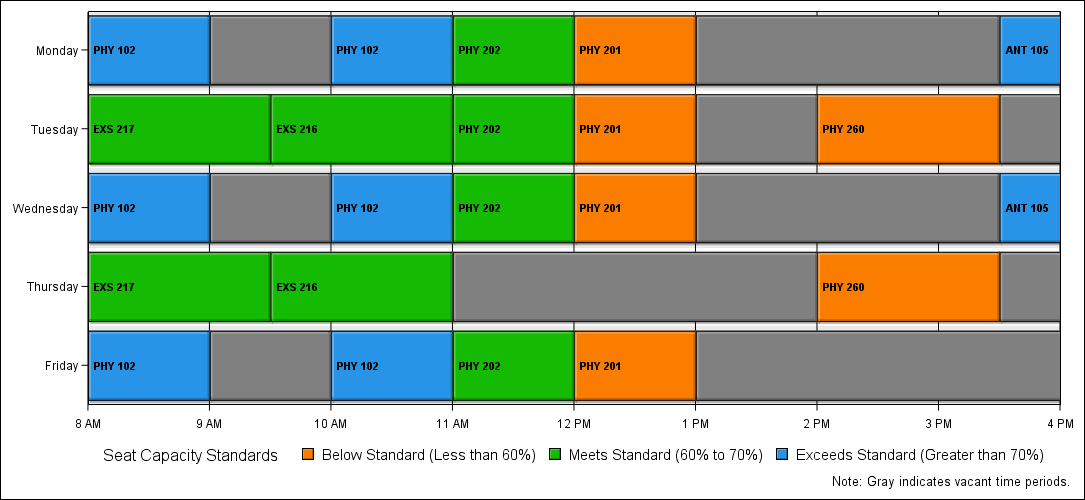 Monday PHY 102 PHY 102 PHY 202 PHY 201 ANT 105
Tuesday EXS 217 EXS 216 PHY 202 PHY 201 PHY 260
Wednesday PHY 102 PHY 102 PHY 202 PHY 201 ANT 105
Thursday EXS 217 EXS 216 PHY 260
Friday PHY 102 PHY 102 PHY 202 PHY 201
8 AM 9 AM 10 AM 11 AM 12 PM 1 PM 2 PM 3 PM 4 PM
Seat Capacity Standards Below Standard (Less than 60%) Meets Standard (60% to 70%) Exceeds Standard (Greater than 70%)
Note: Gray indicates vacant time periods.